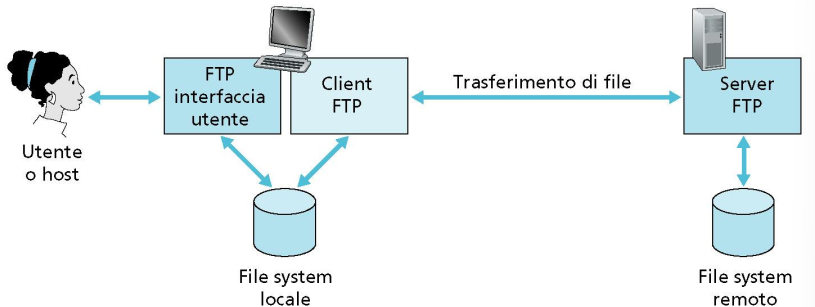 FTP
interfaccia
utente
Client
FTP
Trasferimento di file
Server
FTP
Utente
o host
File system
locale
File system
remoto